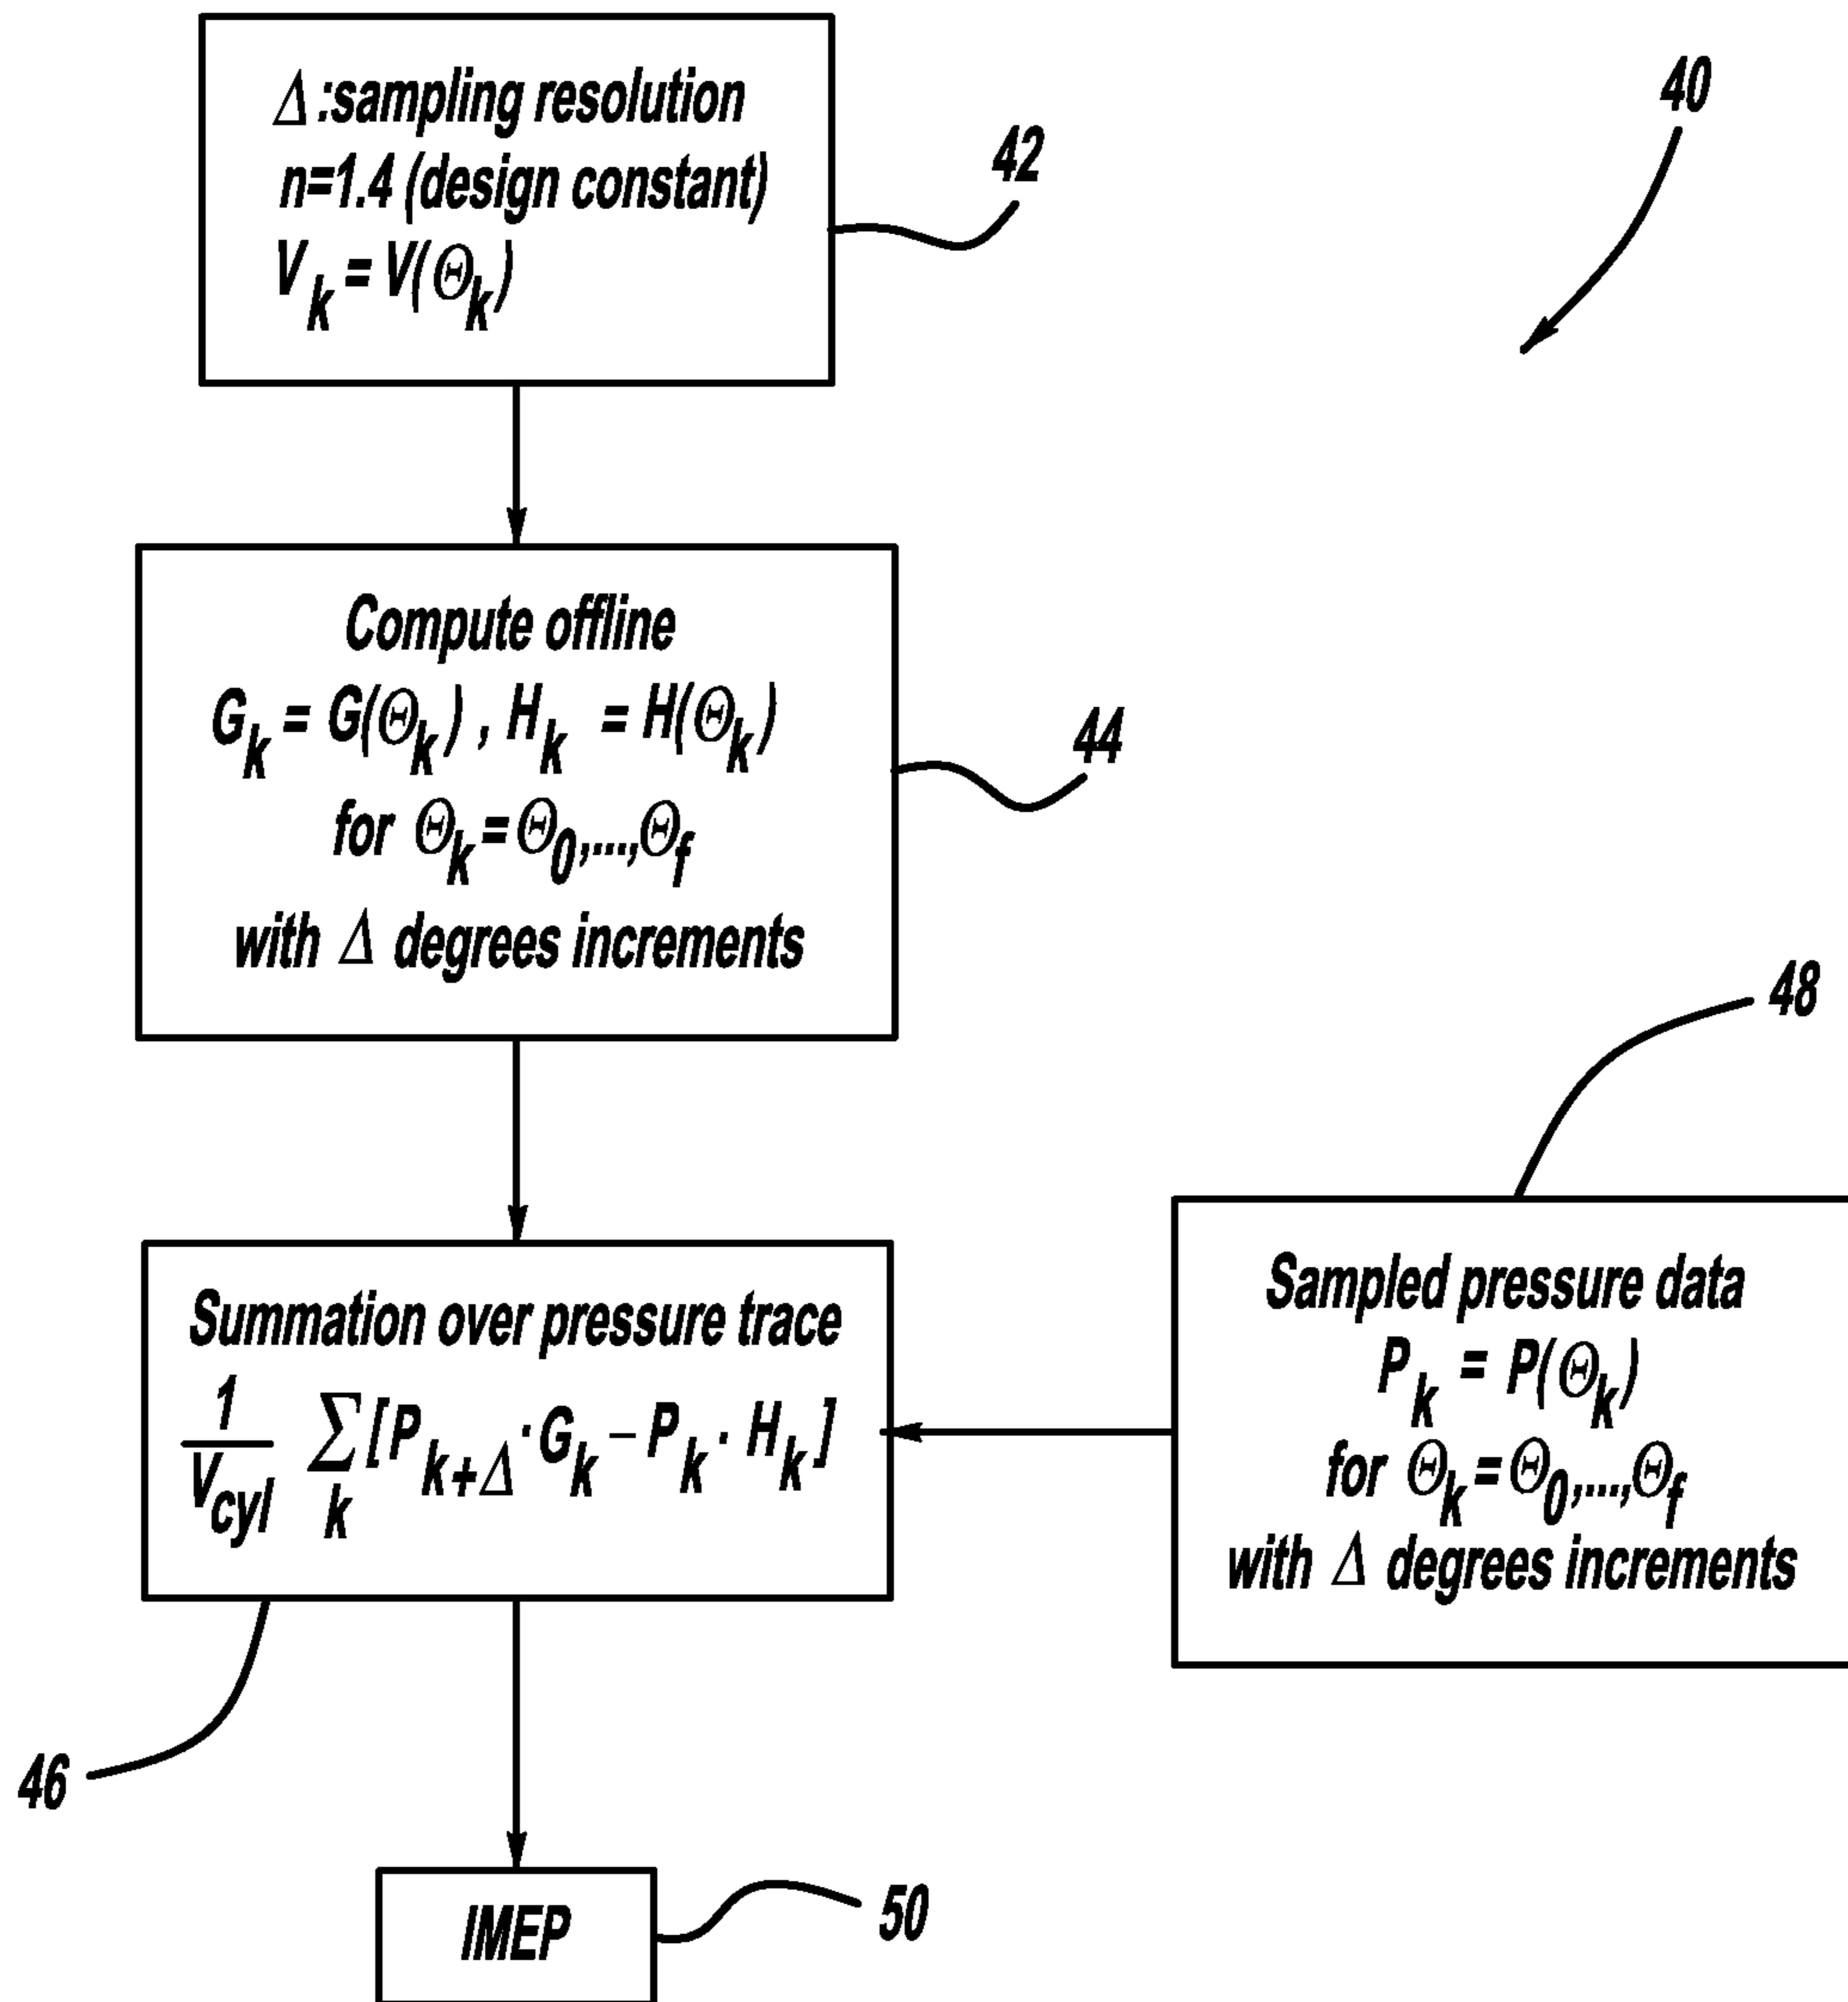 Δ:sampling resolution
n=1.4 (design constant)
V_k = V(Θ_k)
42
40
Compute offline
G_k = G(Θ_k), H_k = H(Θ_k)
for Θ_k = Θ_0,...,Θ_f
with Δ degrees increments
44
48
Summation over pressure trace
1/V_cyl Σ_k [P_k+Δ · G_k – P_k · H_k]
46
Sampled pressure data
P_k = P(Θ_k)
for Θ_k = Θ_0,...,Θ_f
with Δ degrees increments
IMEP
50